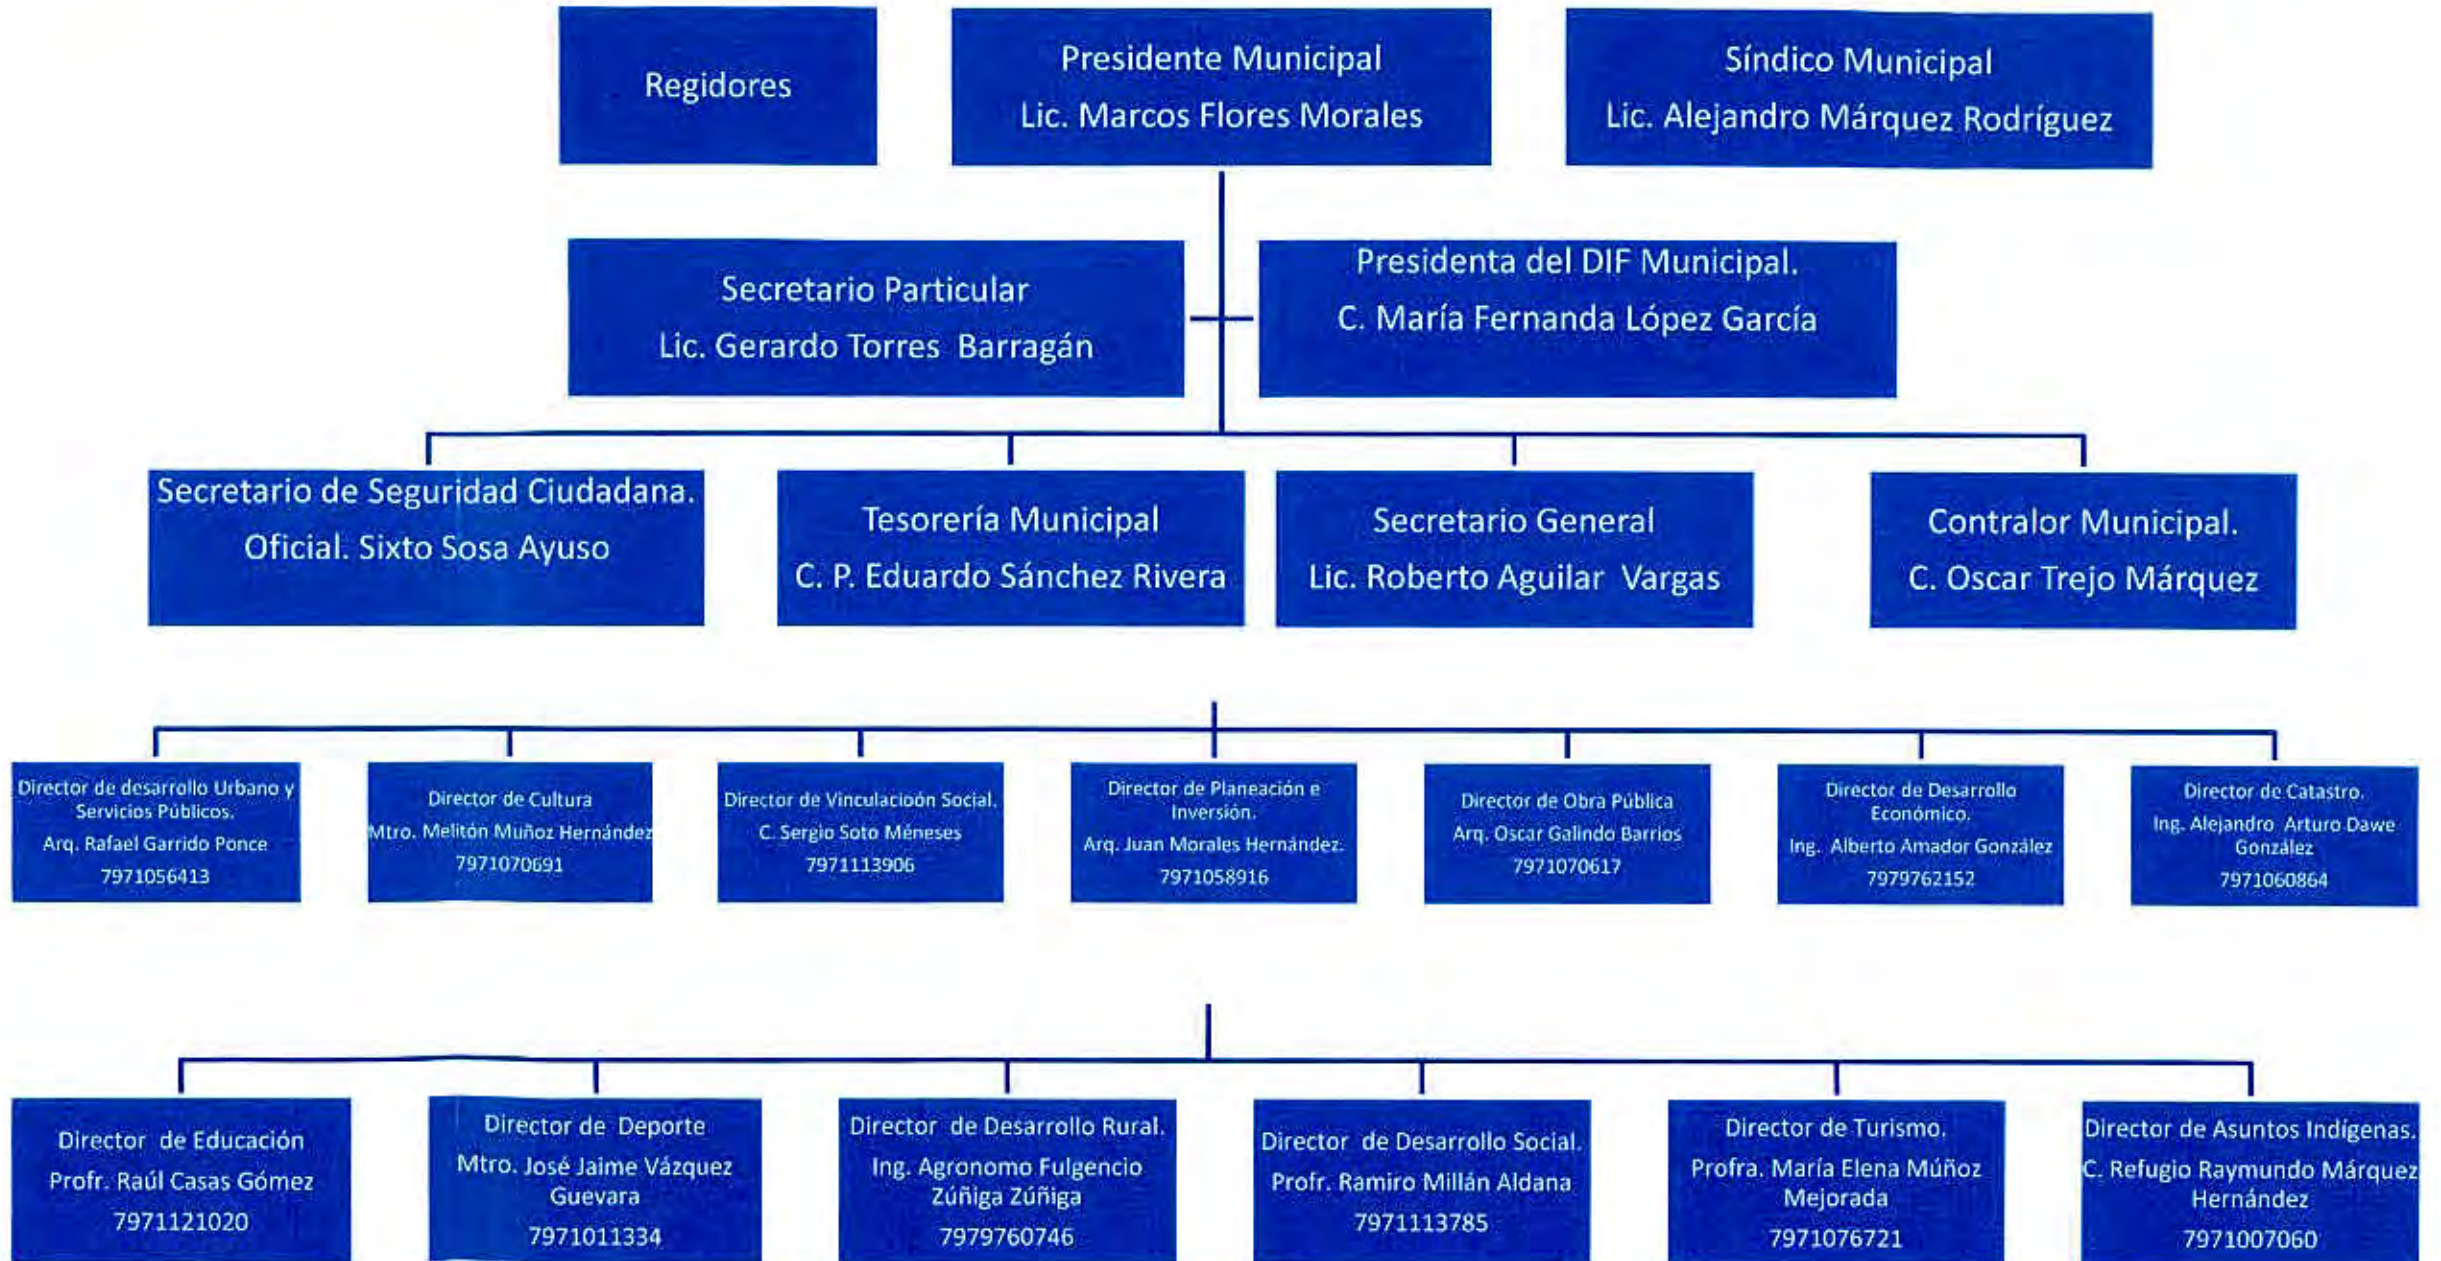 Regidores
Presidente Municipal
Lic. Marcos Flores Morales
Síndico Municipal
Lic. Alejandro Márquez Rodríguez
Secretario Particular
Lic. Gerardo Torres Barragán
Presidenta del DIF Municipal.
C. María Fernanda López García
Secretario de Seguridad Ciudadana.
Oficial. Sixto Sosa Ayuso
Tesorería Municipal
C. P. Eduardo Sánchez Rivera
Secretario General
Lic. Roberto Aguilar Vargas
Contralor Municipal.
C. Oscar Trejo Márquez
Director de desarrollo Urbano y
Servicios Públicos.
Arq. Rafael Garrido Ponce
7971056413
Director de Cultura
Mtro. Melitón Muñoz Hernández
7971070691
Director de Vinculacioón Social.
C. Sergio Soto Méneses
7971113906
Director de Planeación e
Inversión.
Arq. Juan Morales Hernández.
7971058916
Director de Obra Pública
Arq. Oscar Galindo Barrios
7971070617
Director de Desarrollo
Económico.
Ing. Alberto Amador González
7979762152
Director de Catastro.
Ing. Alejandro Arturo Dawe
González
7971060864
Director de Educación
Profr. Raúl Casas Gómez
7971121020
Director de Deporte
Mtro. José Jaime Vázquez
Guevara
7971011334
Director de Desarrollo Rural.
Ing. Agronomo Fulgencio
Zúñiga Zúñiga
7979760746
Director de Desarrollo Social.
Profr. Ramiro Millán Aldana
7971113785
Director de Turismo.
Profra. María Elena Múñoz
Mejorada
7971076721
Director de Asuntos Indígenas.
C. Refugio Raymundo Márquez
Hernández
7971007060